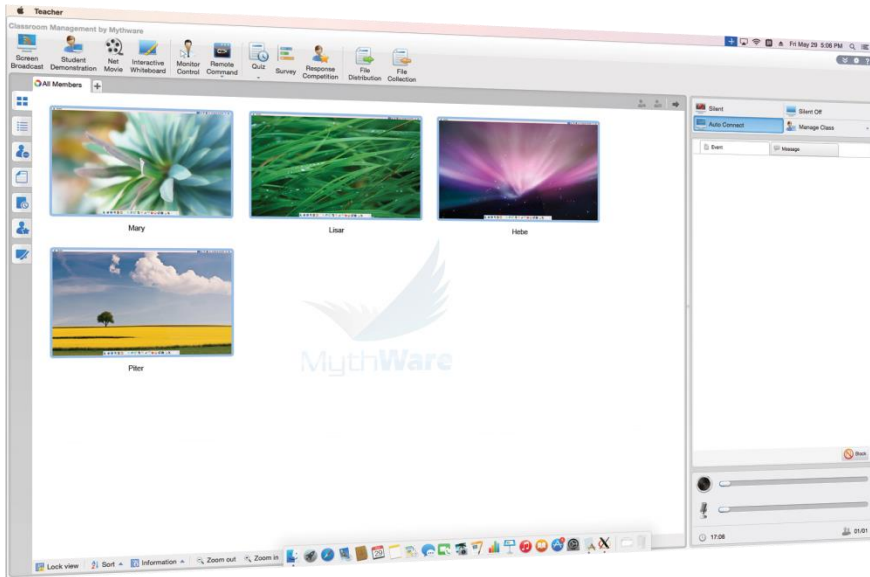 Teacher
Fri May 29 5:06 PM
Classroom Management by Mythware
Screen Broadcast
Student Demonstration
Net Movie
Interactive Whiteboard
Monitor Control
Remote Command
Quiz
Survey
Response Competition
File Distribution
File Collection
All Members
Silent
Silent Off
Auto Connect
Manage Class
Event
Message
Mary
Lisar
Hebe
Piter
MythWare
Block
17:06
01/01
Lock view
Sort
Information
Zoom out
Zoom in